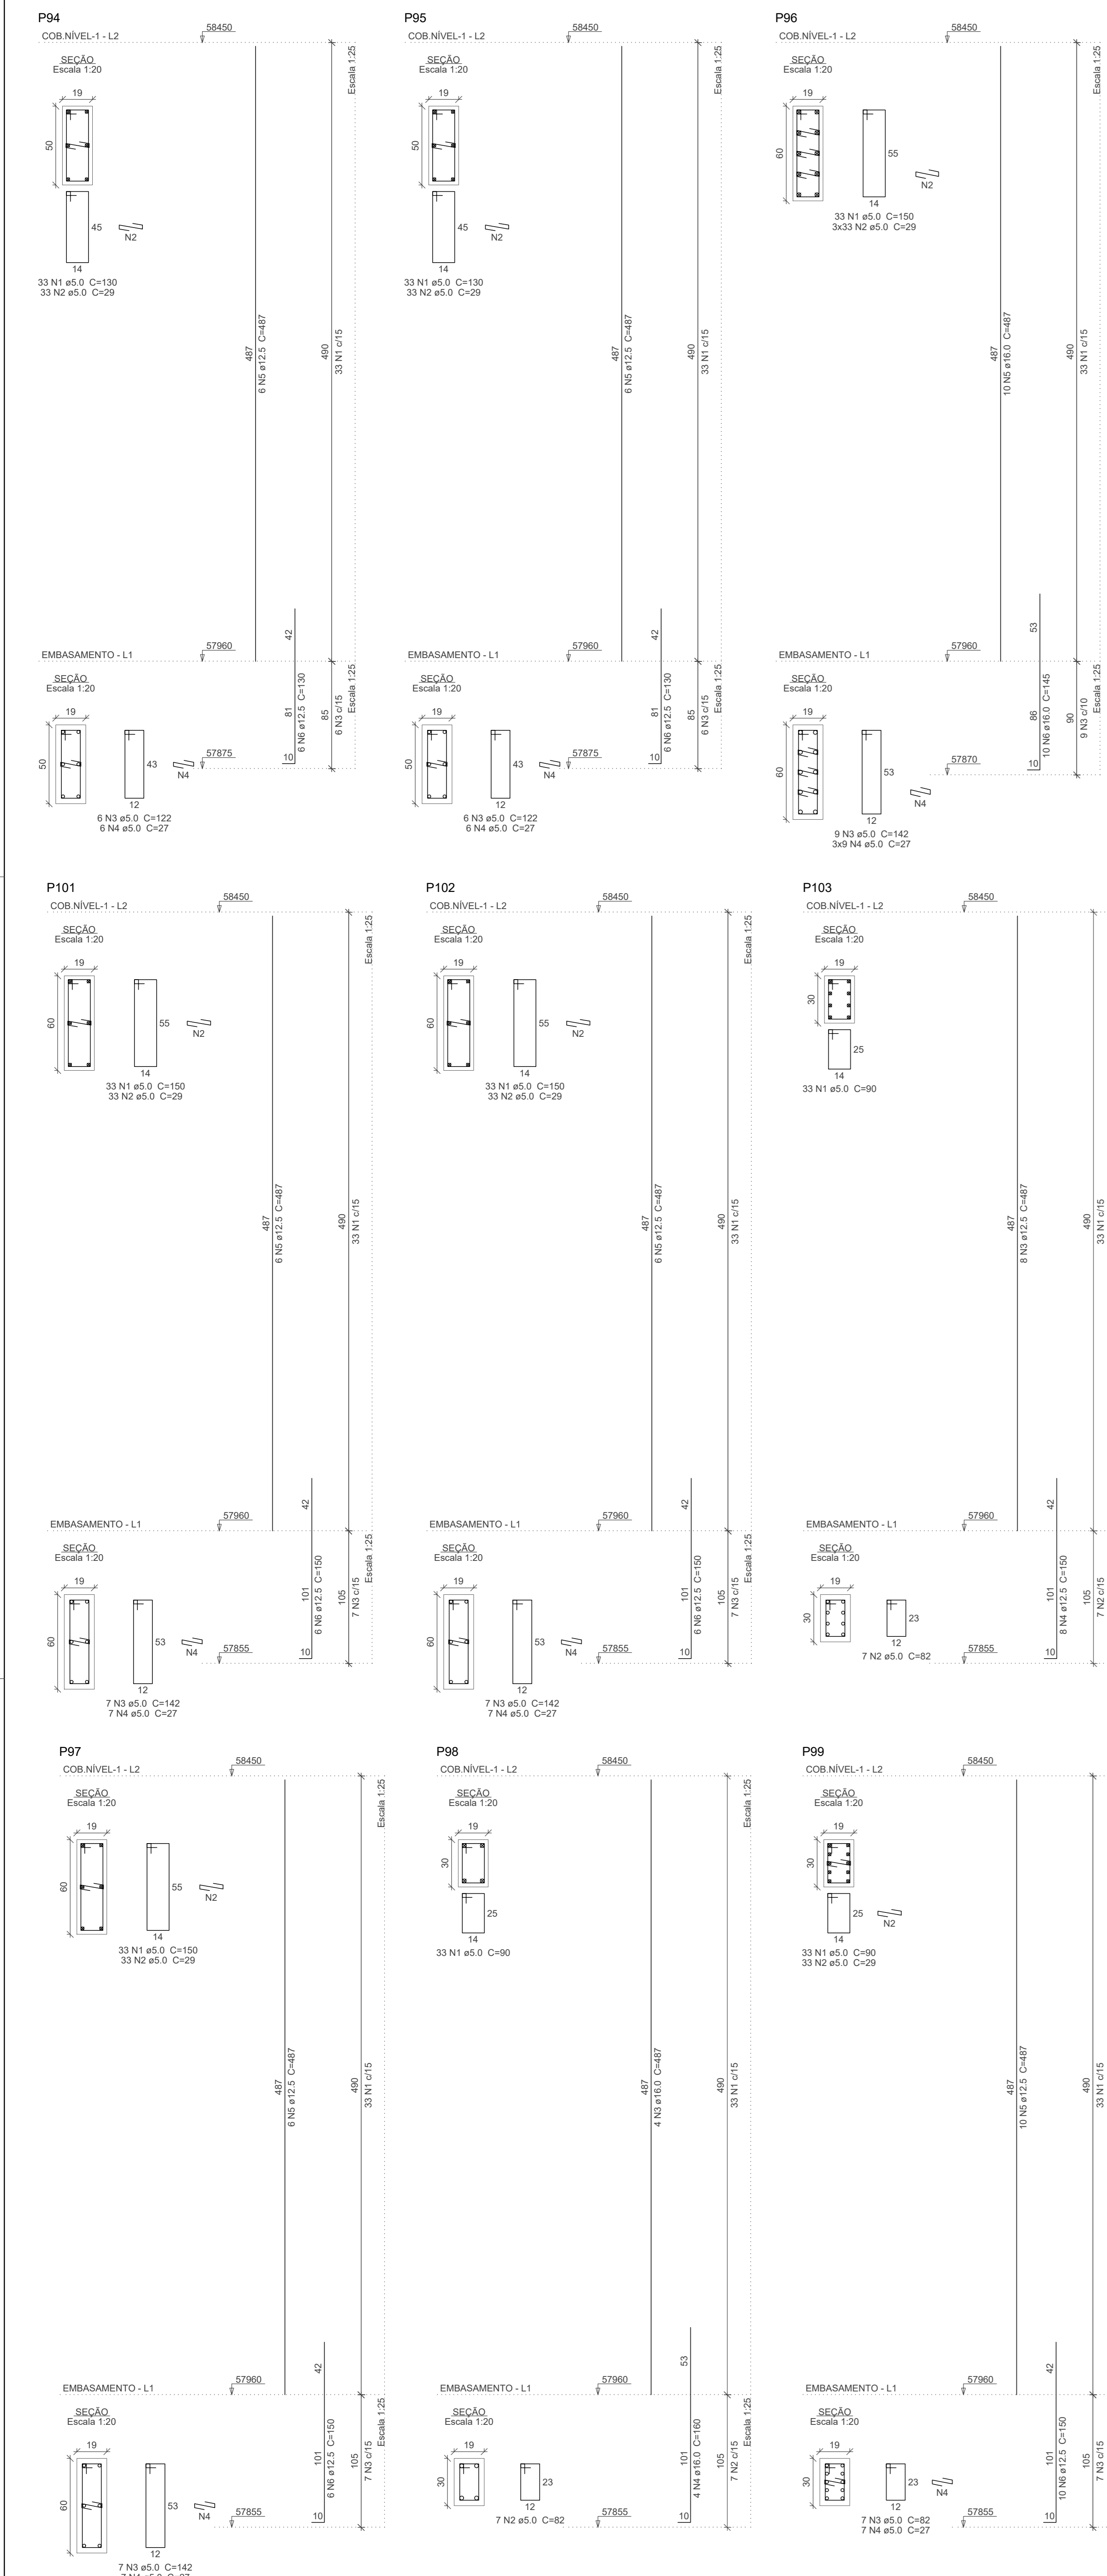 P94
COB.NÍVEL-1 - L2
58450
SEÇÃO
Escala 1:20
Escala 1:25
19
50
45
N2
14
33 N1 ø5.0 C=130
33 N2 ø5.0 C=29
487
6 N5 ø12.5 C=487
490
33 N1 c/15
42
EMBASAMENTO - L1
57960
SEÇÃO
Escala 1:20
Escala 1:25
19
50
43
N4
57875
12
6 N3 ø5.0 C=122
6 N4 ø5.0 C=27
81
6 N6 ø12.5 C=130
10
85
6 N3 c/15
P95
COB.NÍVEL-1 - L2
58450
SEÇÃO
Escala 1:20
Escala 1:25
19
50
45
N2
14
33 N1 ø5.0 C=130
33 N2 ø5.0 C=29
487
6 N5 ø12.5 C=487
490
33 N1 c/15
42
EMBASAMENTO - L1
57960
SEÇÃO
Escala 1:20
Escala 1:25
19
50
43
N4
57875
12
6 N3 ø5.0 C=122
6 N4 ø5.0 C=27
81
6 N6 ø12.5 C=130
10
85
6 N3 c/15
P96
COB.NÍVEL-1 - L2
58450
SEÇÃO
Escala 1:20
Escala 1:25
19
60
55
N2
14
33 N1 ø5.0 C=150
3x33 N2 ø5.0 C=29
487
10 N5 ø16.0 C=487
490
33 N1 c/15
53
EMBASAMENTO - L1
57960
SEÇÃO
Escala 1:20
Escala 1:25
19
60
53
N4
57870
12
9 N3 ø5.0 C=142
3x9 N4 ø5.0 C=27
86
10 N6 ø16.0 C=145
10
90
9 N3 c/10
P101
COB.NÍVEL-1 - L2
58450
SEÇÃO
Escala 1:20
Escala 1:25
19
60
55
N2
14
33 N1 ø5.0 C=150
33 N2 ø5.0 C=29
487
6 N5 ø12.5 C=487
490
33 N1 c/15
42
EMBASAMENTO - L1
57960
SEÇÃO
Escala 1:20
Escala 1:25
19
60
53
N4
57855
12
7 N3 ø5.0 C=142
7 N4 ø5.0 C=27
101
6 N6 ø12.5 C=150
10
105
7 N3 c/15
P102
COB.NÍVEL-1 - L2
58450
SEÇÃO
Escala 1:20
Escala 1:25
19
60
55
N2
14
33 N1 ø5.0 C=150
33 N2 ø5.0 C=29
487
6 N5 ø12.5 C=487
490
33 N1 c/15
42
EMBASAMENTO - L1
57960
SEÇÃO
Escala 1:20
Escala 1:25
19
60
53
N4
57855
12
7 N3 ø5.0 C=142
7 N4 ø5.0 C=27
101
6 N6 ø12.5 C=150
10
105
7 N3 c/15
P103
COB.NÍVEL-1 - L2
58450
SEÇÃO
Escala 1:20
19
30
25
14
33 N1 ø5.0 C=90
487
8 N3 ø12.5 C=487
490
33 N1 c/15
42
EMBASAMENTO - L1
57960
SEÇÃO
Escala 1:20
19
30
23
12
7 N2 ø5.0 C=82
57855
101
8 N4 ø12.5 C=150
10
105
7 N2 c/15
P97
COB.NÍVEL-1 - L2
58450
SEÇÃO
Escala 1:20
Escala 1:25
19
60
55
N2
14
33 N1 ø5.0 C=150
33 N2 ø5.0 C=29
487
6 N5 ø12.5 C=487
490
33 N1 c/15
42
EMBASAMENTO - L1
57960
SEÇÃO
Escala 1:20
Escala 1:25
19
60
53
N4
57855
12
7 N3 ø5.0 C=142
101
6 N6 ø12.5 C=150
10
105
7 N3 c/15
P98
COB.NÍVEL-1 - L2
58450
SEÇÃO
Escala 1:20
Escala 1:25
19
30
25
14
33 N1 ø5.0 C=90
487
4 N3 ø16.0 C=487
490
33 N1 c/15
53
EMBASAMENTO - L1
57960
SEÇÃO
Escala 1:20
Escala 1:25
19
30
23
12
7 N2 ø5.0 C=82
57855
101
4 N4 ø16.0 C=160
10
105
7 N2 c/15
P99
COB.NÍVEL-1 - L2
58450
SEÇÃO
Escala 1:20
19
30
25
N2
14
33 N1 ø5.0 C=90
33 N2 ø5.0 C=29
487
10 N5 ø12.5 C=487
490
33 N1 c/15
42
EMBASAMENTO - L1
57960
SEÇÃO
Escala 1:20
19
30
23
N4
12
7 N3 ø5.0 C=82
7 N4 ø5.0 C=27
57855
101
10 N6 ø12.5 C=150
10
105
7 N3 c/15